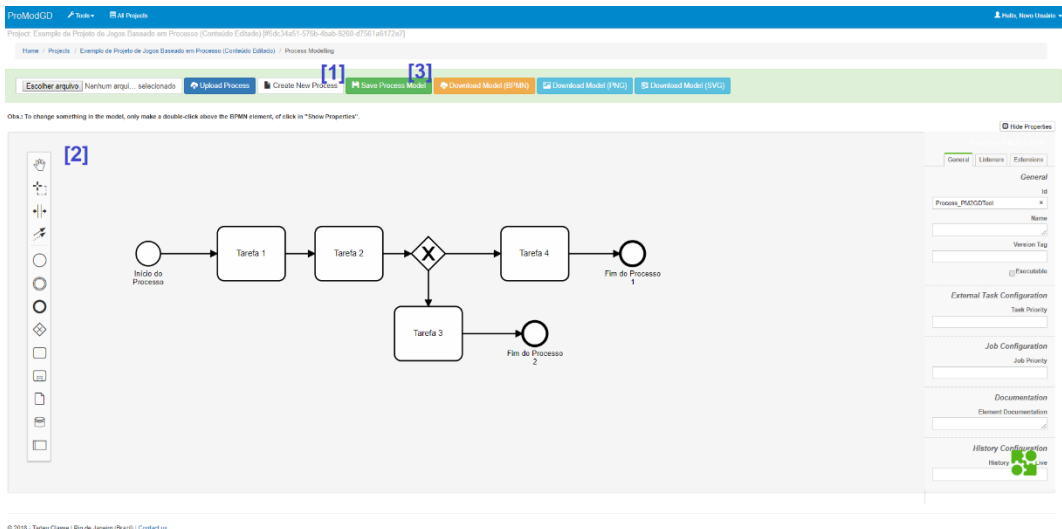 ProModGD Tools All Projects Hello, Novo Usuário
Project: Exemplo de Projeto de Jogos Baseado em Processo (Conteúdo Editado)
Home / Projects / Exemplo de Projeto de Jogos Baseado em Processo (Conteúdo Editado) / Process Modelling
[1] [3]
Escolher arquivo Nenhum arqui... selecionado Upload Process Create New Process Save Process Model Download Model (BPMN) Download Model (PNG) Download Model (SVG)
Obs.: To change something in the model, only make a double-click above the BPMN element, of click in "Show Properties".
Hide Properties
[2]
General Listeners Extensions
General
Id
Process_PM2GDTool ×
Name
Version Tag
Executable
External Task Configuration
Task Priority
Job Configuration
Job Priority
Documentation
Element Documentation
History Configuration
History Live
Tarefa 1
Tarefa 2
X
Tarefa 4
Início do
Processo
Fim do Processo
1
Tarefa 3
Fim do Processo
2
© 2018 - Tadeu Classe | Rio de Janeiro (Brazil) | Contact us